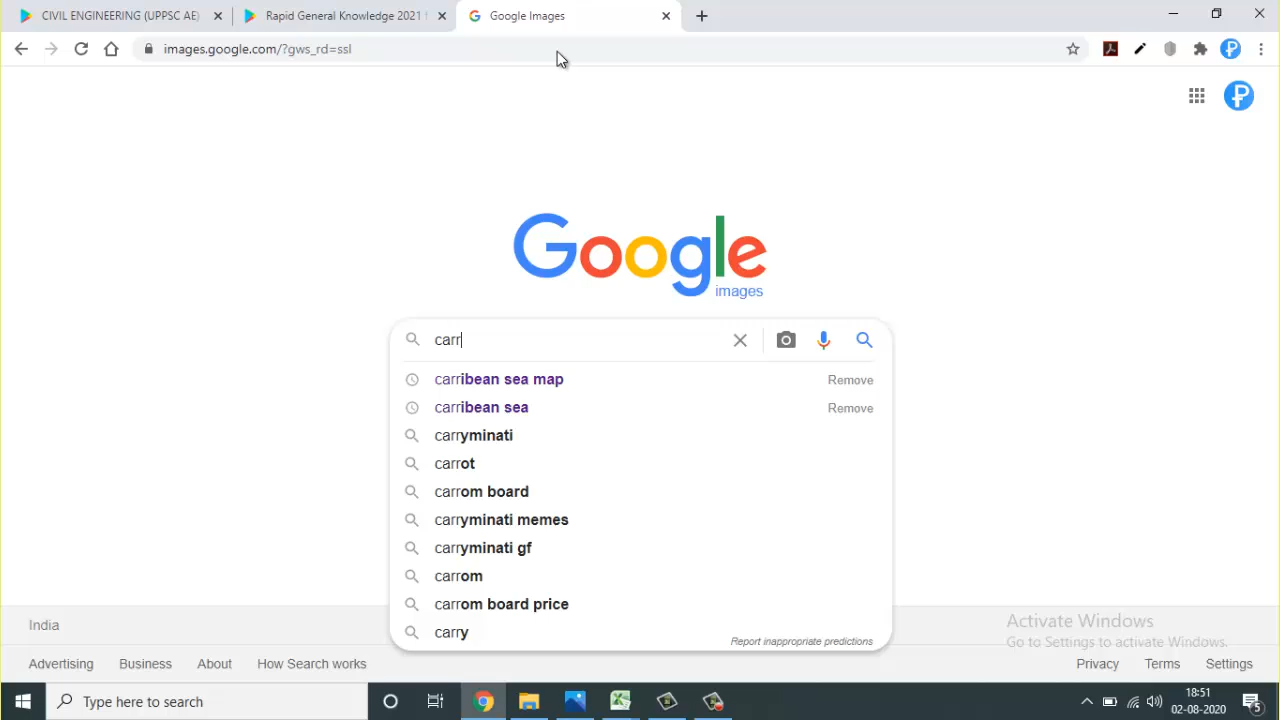 CIVIL ENGINEERING (UPPSC AE)
Rapid General Knowledge 2021 f
Google Images
images.google.com/?gws_rd=ssl
Google
images
carr
carribean sea map Remove
carribean sea Remove
carryminati
carrot
carrom board
carryminati memes
carryminati gf
carrom
carrom board price
carry
Report inappropriate predictions
India
Activate Windows
Go to Settings to activate Windows.
Advertising Business About How Search works Privacy Terms Settings
Type here to search
18:51
02-08-2020
5